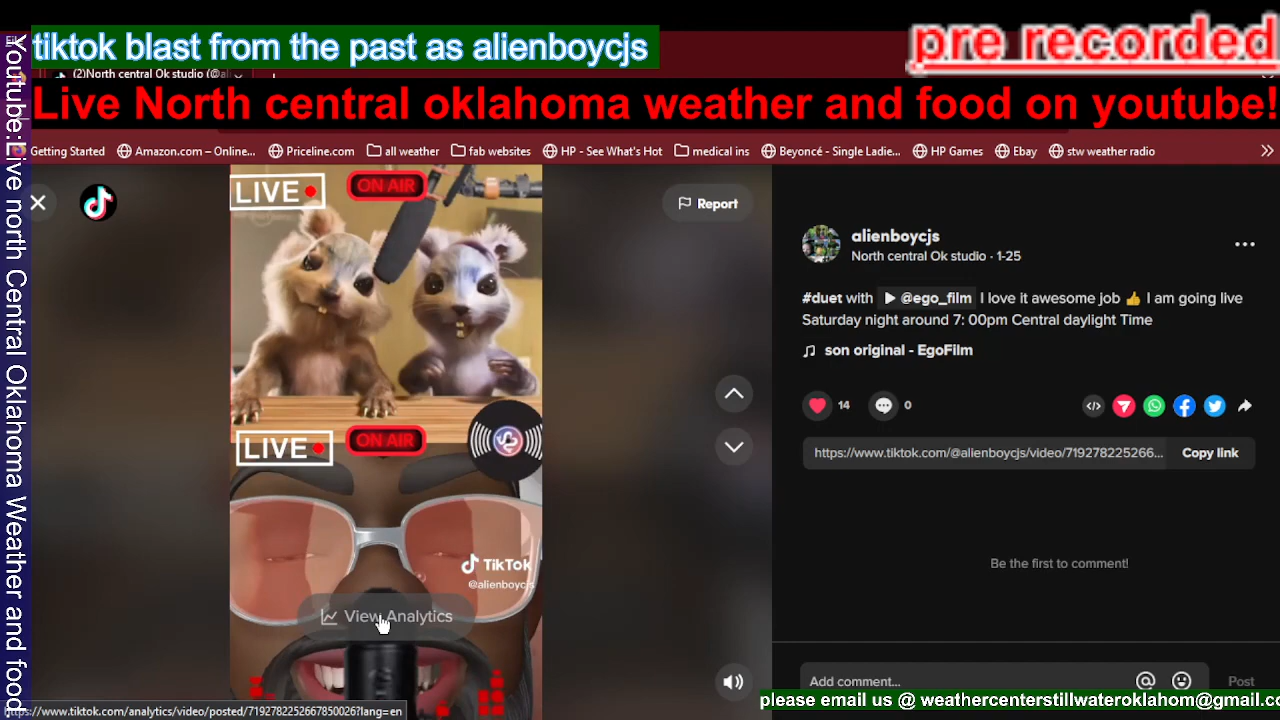 tiktok blast from the past as alienboycjs
pre recorded
(2)North central Ok studio (@a
Live North central oklahoma weather and food on youtube!
Getting Started
Amazon.com – Online...
Priceline.com
all weather
fab websites
HP - See What's Hot
medical ins
Beyoncé - Single Ladie...
HP Games
Ebay
stw weather radio
Youtube:Live north Central Oklahoma Weather and food
LIVE
ON AIR
Report
alienboycjs
North central Ok studio · 1-25
#duet with @ego_film I love it awesome job 👍 I am going live
Saturday night around 7: 00pm Central daylight Time
son original - EgoFilm
14
0
https://www.tiktok.com/@alienboycjs/video/719278225266...
Copy link
LIVE
ON AIR
TikTok
@alienboycjs
View Analytics
Be the first to comment!
Add comment...
Post
please email us @ weathercenterstillwateroklahom@gmail.co
https://www.tiktok.com/analytics/video/posted/7192782252667850026?lang=en